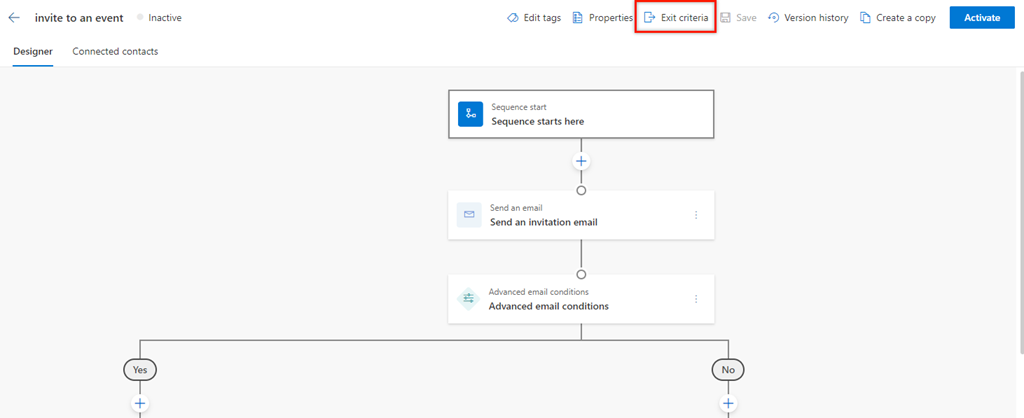 invite to an event Inactive Edit tags Properties Exit criteria Save Version history Create a copy Activate
Designer Connected contacts
Sequence start
Sequence starts here
Send an email
Send an invitation email
Advanced email conditions
Advanced email conditions
Yes No